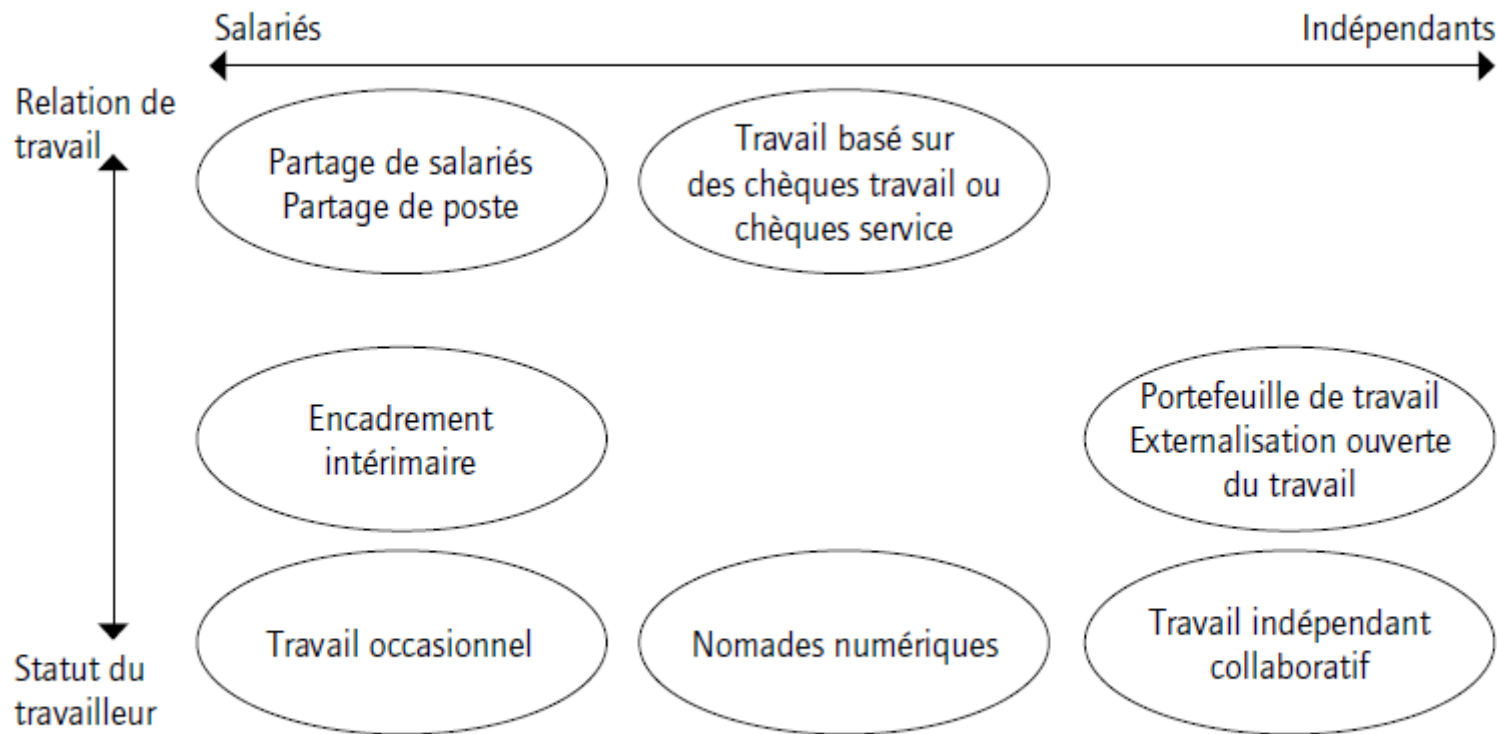 Salariés
Indépendants
Relation de
travail
Partage de salariés
Partage de poste
Travail basé sur
des chèques travail ou
chèques service
Encadrement
intérimaire
Portefeuille de travail
Externalisation ouverte
du travail
Travail occasionnel
Nomades numériques
Travail indépendant
collaboratif
Statut du
travailleur